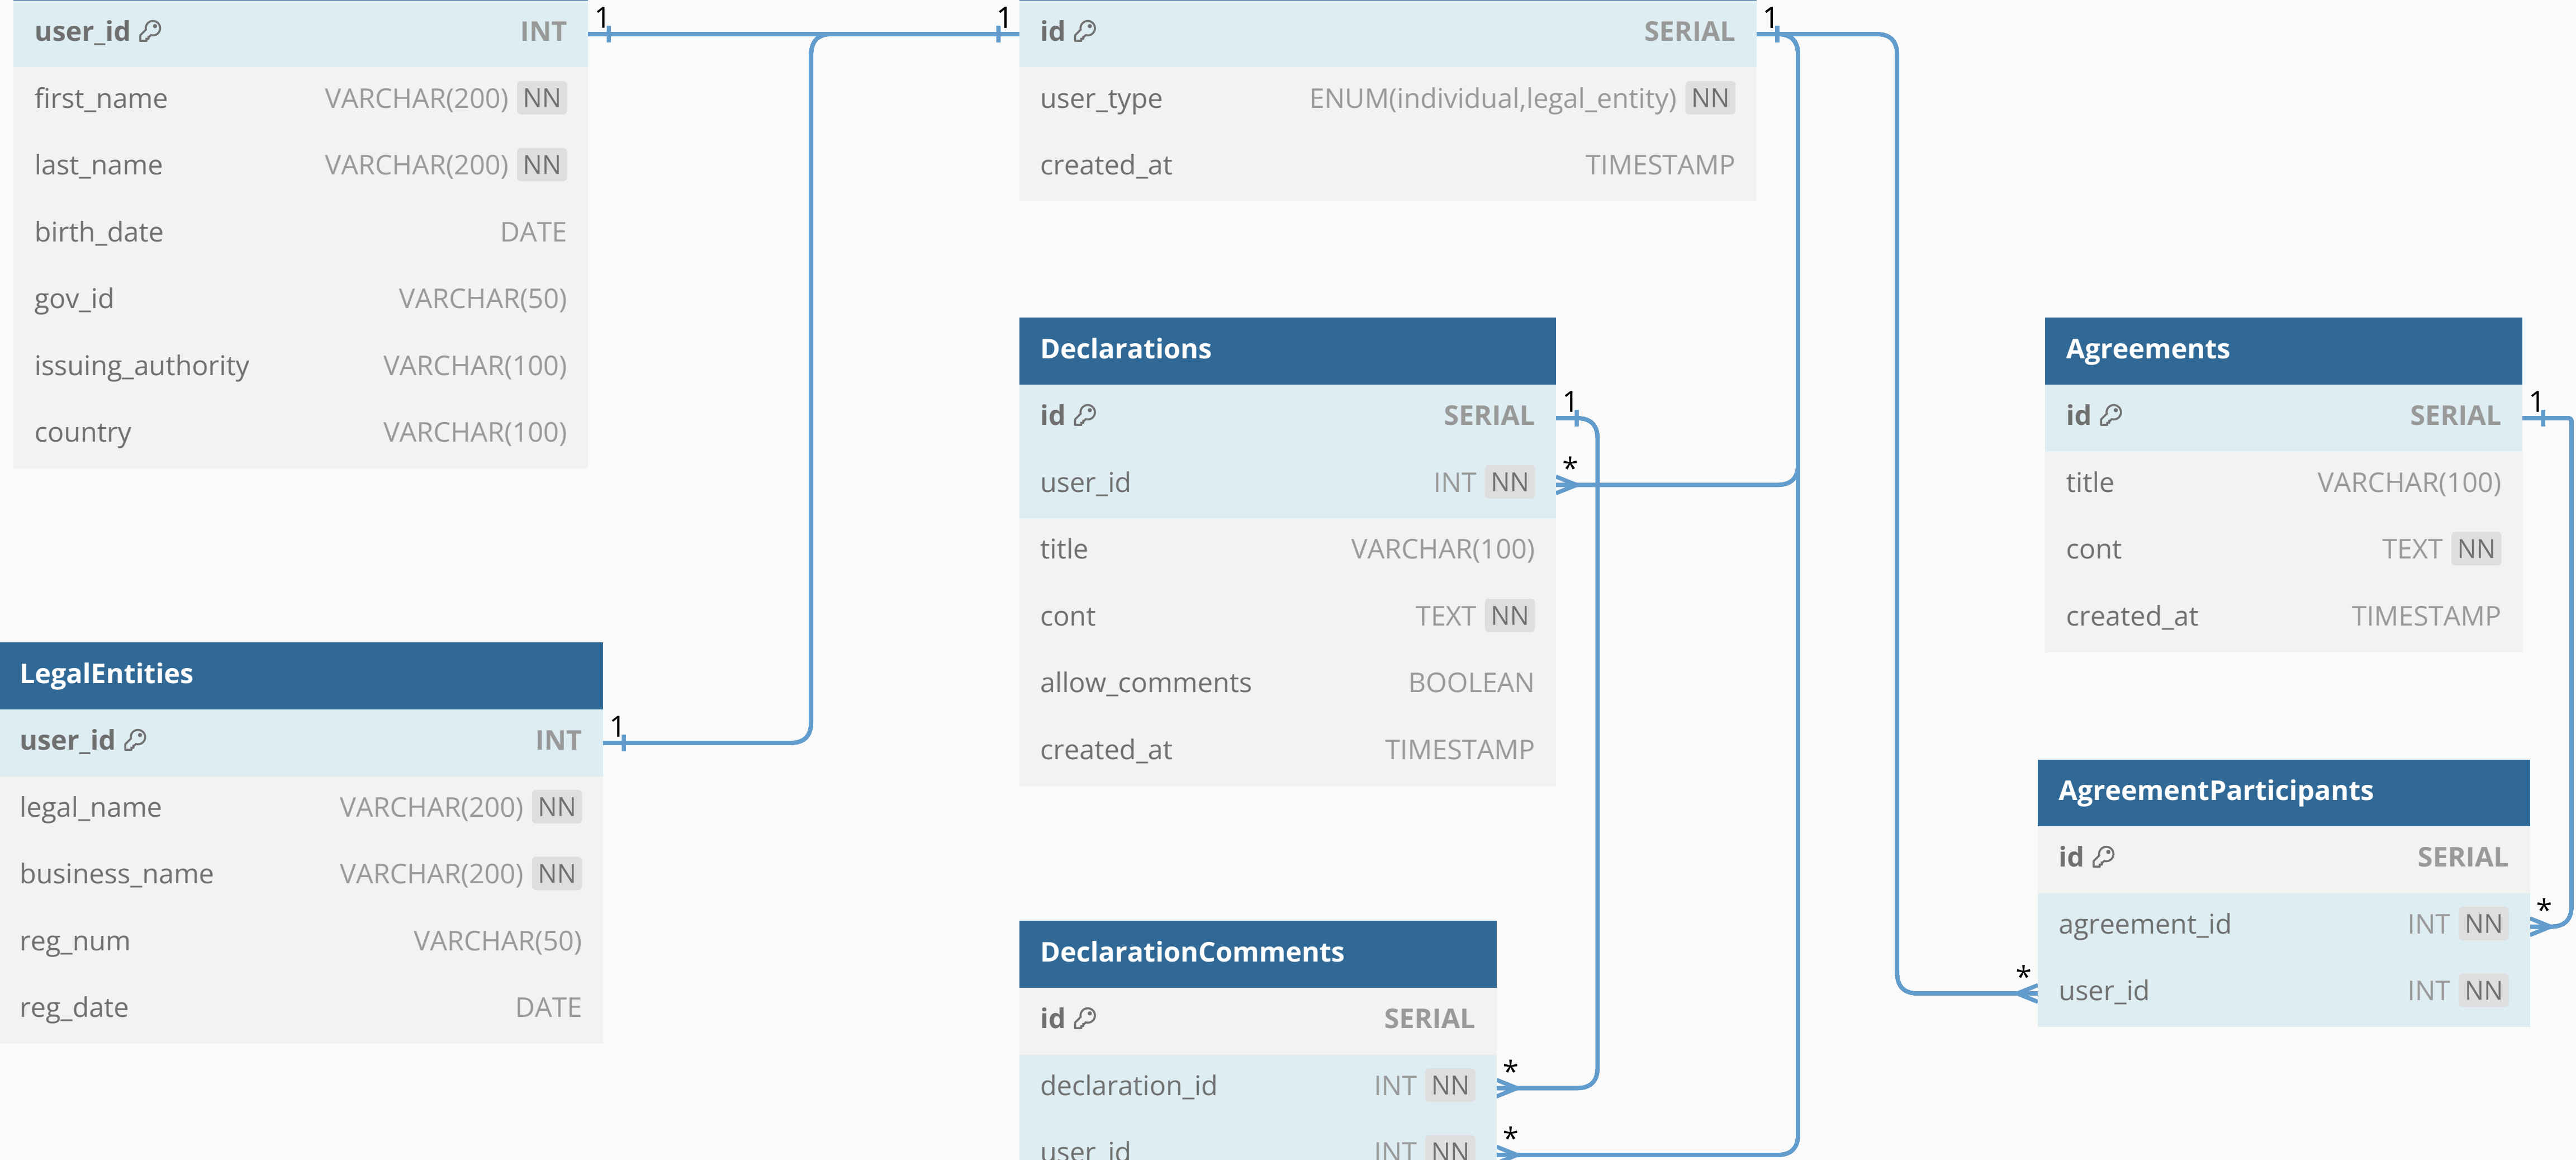 user_id INT
first_name VARCHAR(200) NN
last_name VARCHAR(200) NN
birth_date DATE
gov_id VARCHAR(50)
issuing_authority VARCHAR(100)
country VARCHAR(100)
1
1
id SERIAL
user_type ENUM(individual,legal_entity) NN
created_at TIMESTAMP
1
LegalEntities
user_id INT
legal_name VARCHAR(200) NN
business_name VARCHAR(200) NN
reg_num VARCHAR(50)
reg_date DATE
1
Declarations
id SERIAL
user_id INT NN
title VARCHAR(100)
cont TEXT NN
allow_comments BOOLEAN
created_at TIMESTAMP
1
*
DeclarationComments
id SERIAL
declaration_id INT NN
user_id INT NN
*
*
Agreements
id SERIAL
title VARCHAR(100)
cont TEXT NN
created_at TIMESTAMP
1
AgreementParticipants
id SERIAL
agreement_id INT NN
user_id INT NN
*
*